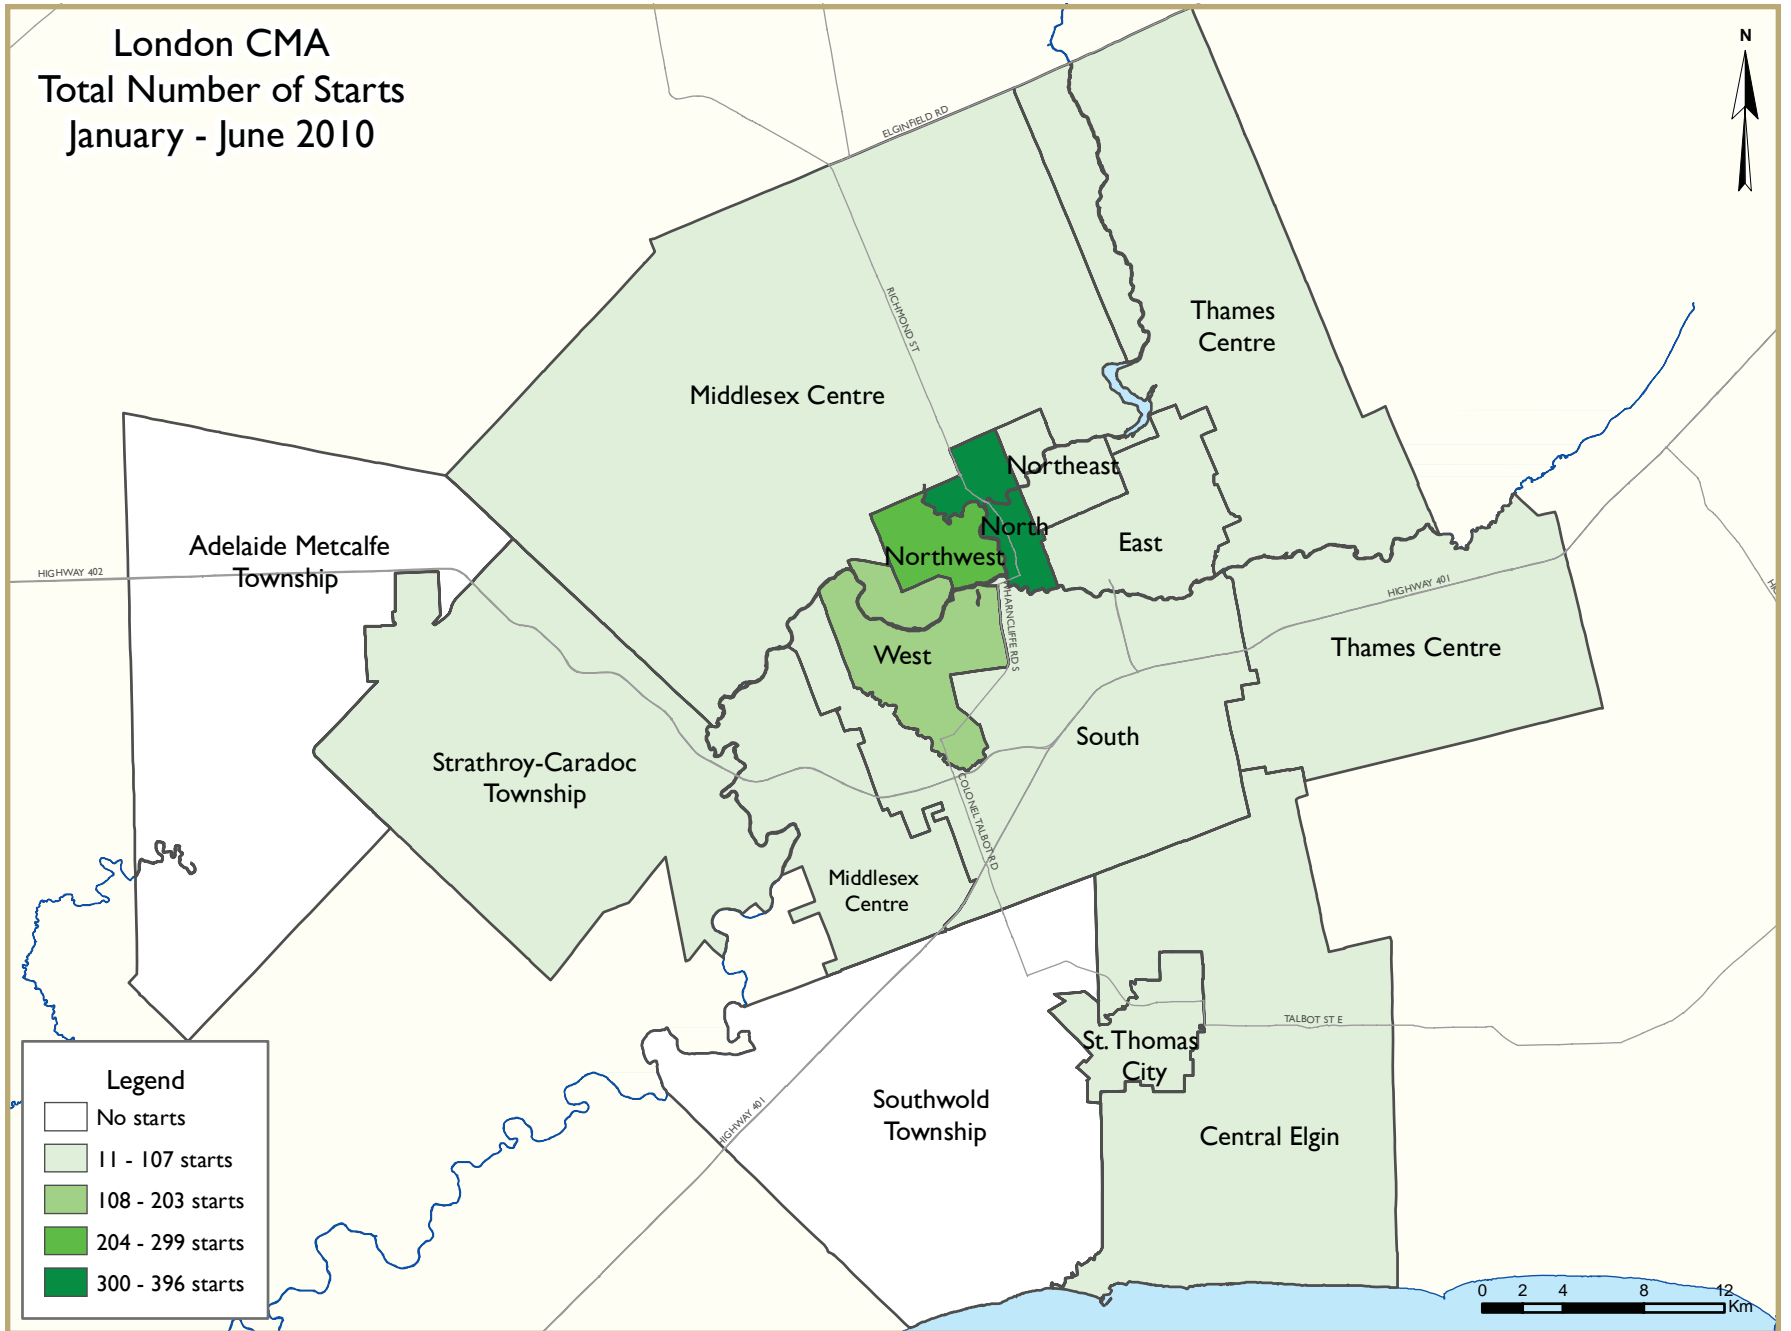 London CMA
Total Number of Starts
January - June 2010
N
ELGINFIELD RD
RICHMOND ST
Thames
Centre
Middlesex Centre
Northeast
North
East
Northwest
Adelaide Metcalfe
Township
HIGHWAY 402
HIGHWAY 401
WHARNCLIFFE RD S
Thames Centre
West
South
Strathroy-Caradoc
Township
COLONEL TALBOT RD
Middlesex
Centre
TALBOT ST E
St. Thomas
City
Southwold
Township
Central Elgin
HIGHWAY 401
Legend
No starts
11 - 107 starts
108 - 203 starts
204 - 299 starts
300 - 396 starts
0 2 4 8 12
Km